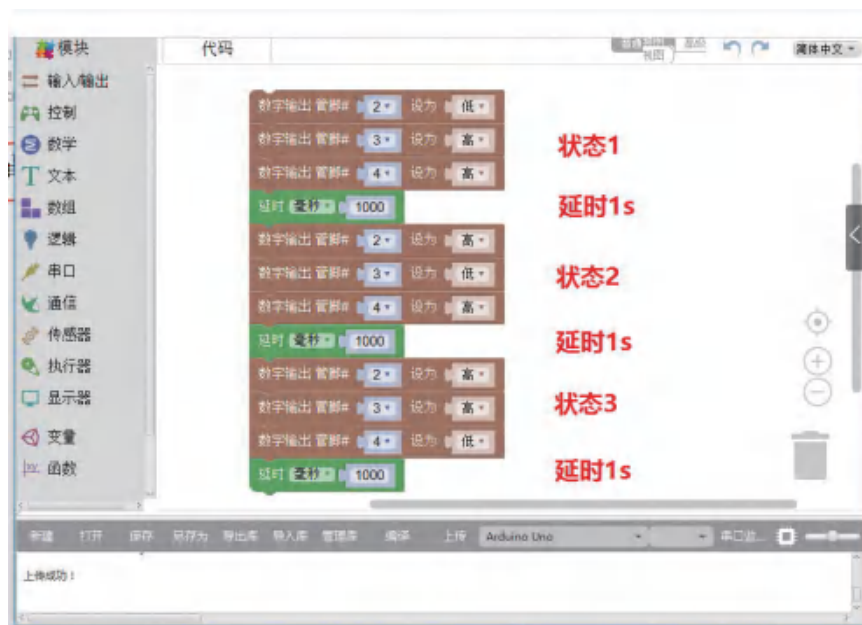 模块
代码
视图
简体中文
输入/输出
控制
数学
文本
数组
逻辑
串口
通信
传感器
执行器
显示器
变量
函数
数字输出 管脚# 2 设为 低
数字输出 管脚# 3 设为 高
数字输出 管脚# 4 设为 高
状态1
延时 毫秒 1000
延时1s
数字输出 管脚# 2 设为 高
数字输出 管脚# 3 设为 低
数字输出 管脚# 4 设为 高
状态2
延时 毫秒 1000
延时1s
数字输出 管脚# 2 设为 高
数字输出 管脚# 3 设为 高
数字输出 管脚# 4 设为 低
状态3
延时 毫秒 1000
延时1s
新建 打开 保存 另存为 导出库 导入库 管理库 编译 上传 Arduino Uno 串口监...
上传成功！